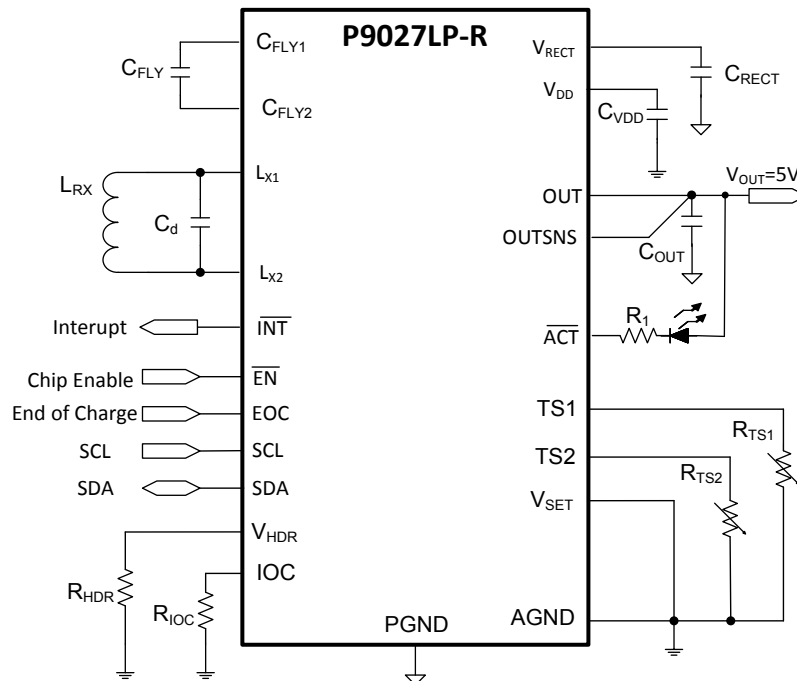 P9027LP-R
CFLY
CFLY1
CFLY2
LRX
Cd
LX1
LX2
Interupt
INT
Chip Enable
EN
End of Charge
EOC
SCL
SCL
SDA
SDA
VHDR
RHDR
IOC
RIOC
PGND
VRECT
CRECT
VDD
CVDD
OUT
VOUT=5V
OUTSNS
COUT
R1
ACT
TS1
RTS1
TS2
RTS2
VSET
AGND